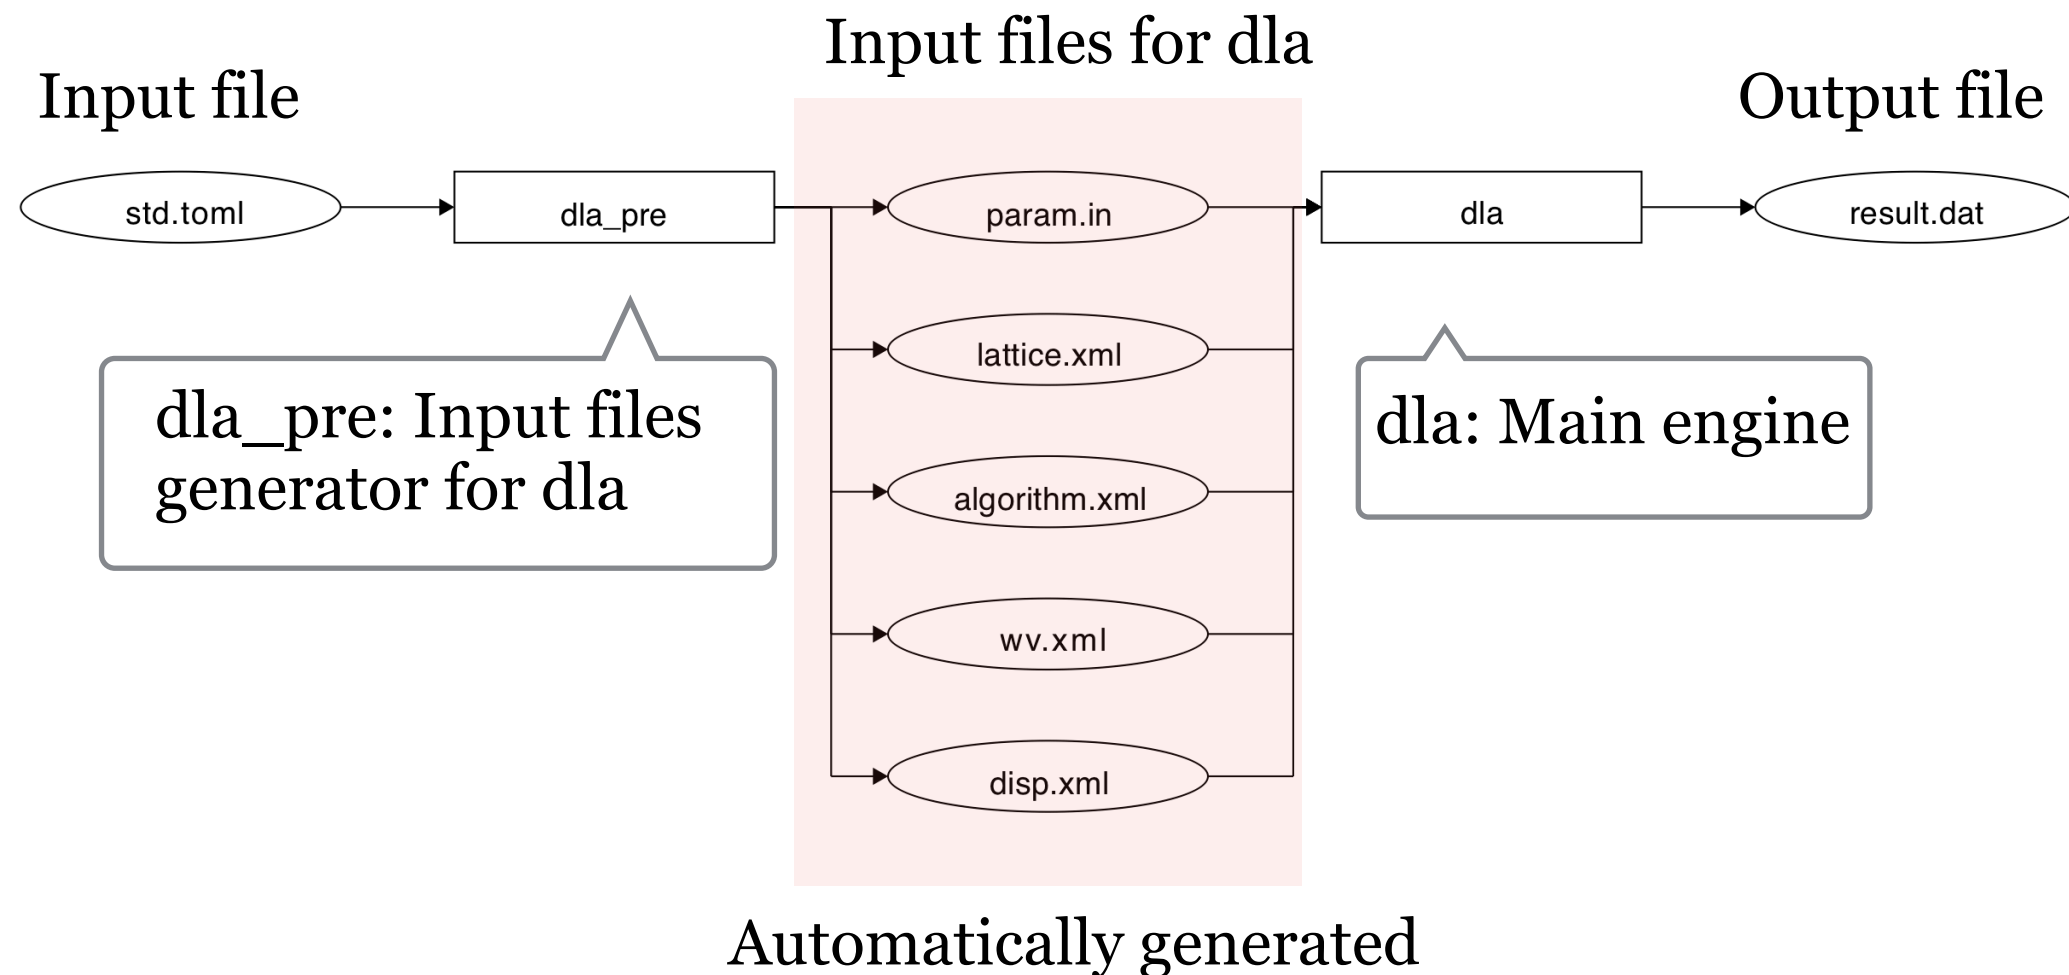 Input files for dla
Input file
Output file
std.toml
dla_pre
param.in
dla
result.dat
lattice.xml
dla_pre: Input files
generator for dla
dla: Main engine
algorithm.xml
wv.xml
disp.xml
Automatically generated